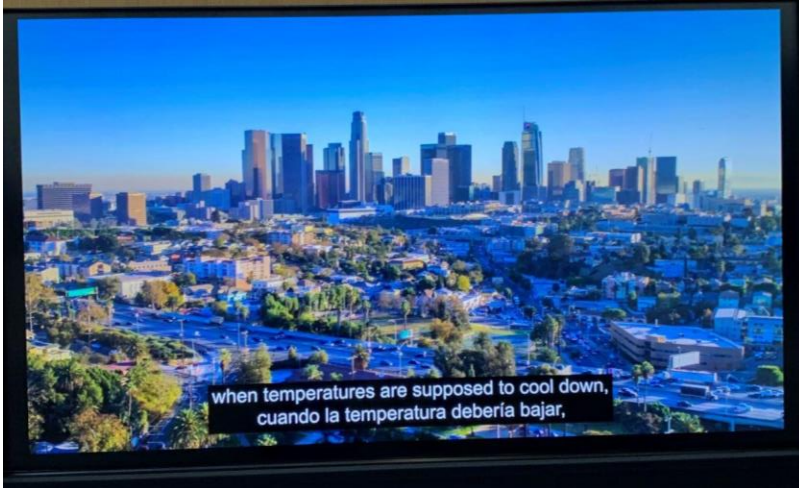 when temperatures are supposed to cool down,
cuando la temperatura debería bajar,